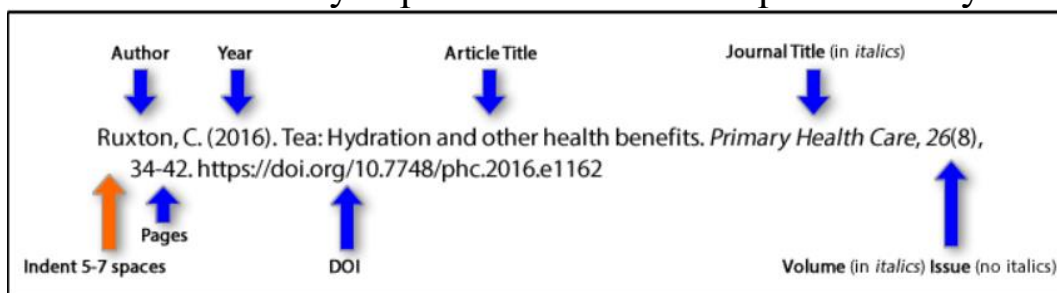 Author Year Article Title Journal Title (in italics)
Ruxton, C. (2016). Tea: Hydration and other health benefits. Primary Health Care, 26(8),
34-42. https://doi.org/10.7748/phc.2016.e1162
Pages
Indent 5-7 spaces DOI Volume (in italics) Issue (no italics)